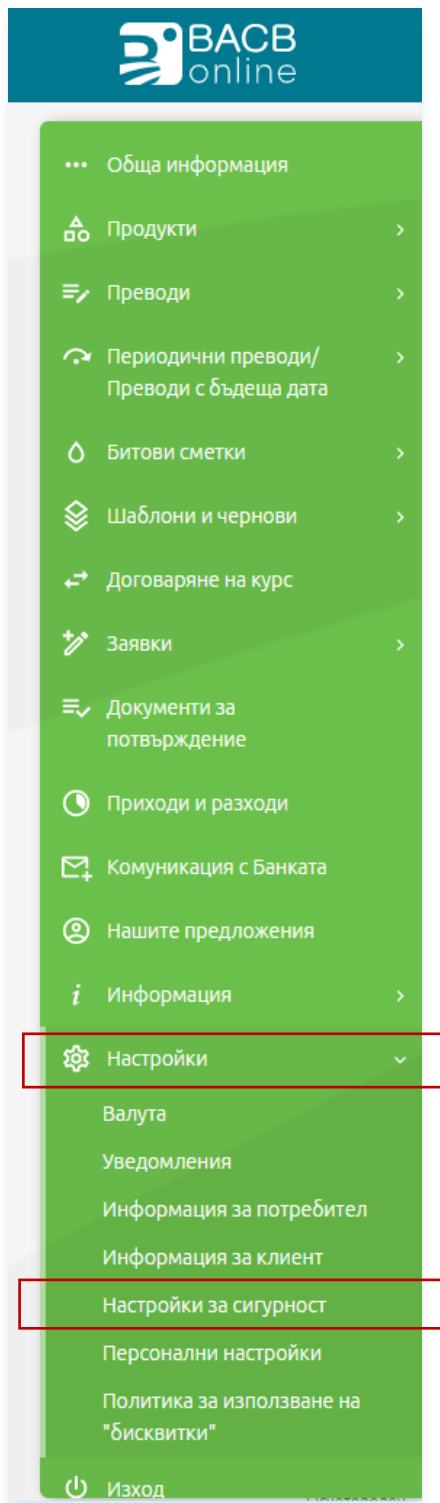 BACB
online
Обща информация
Продукти
Преводи
Периодични преводи/
Преводи с бъдеща дата
Битови сметки
Шаблони и чернови
Договаряне на курс
Заявки
Документи за
потвърждение
Приходи и разходи
Комуникация с Банката
Нашите предложения
Информация
Настройки
Валута
Уведомления
Информация за потребител
Информация за клиент
Настройки за сигурност
Персонални настройки
Политика за използване на
"бисквитки"
Изход